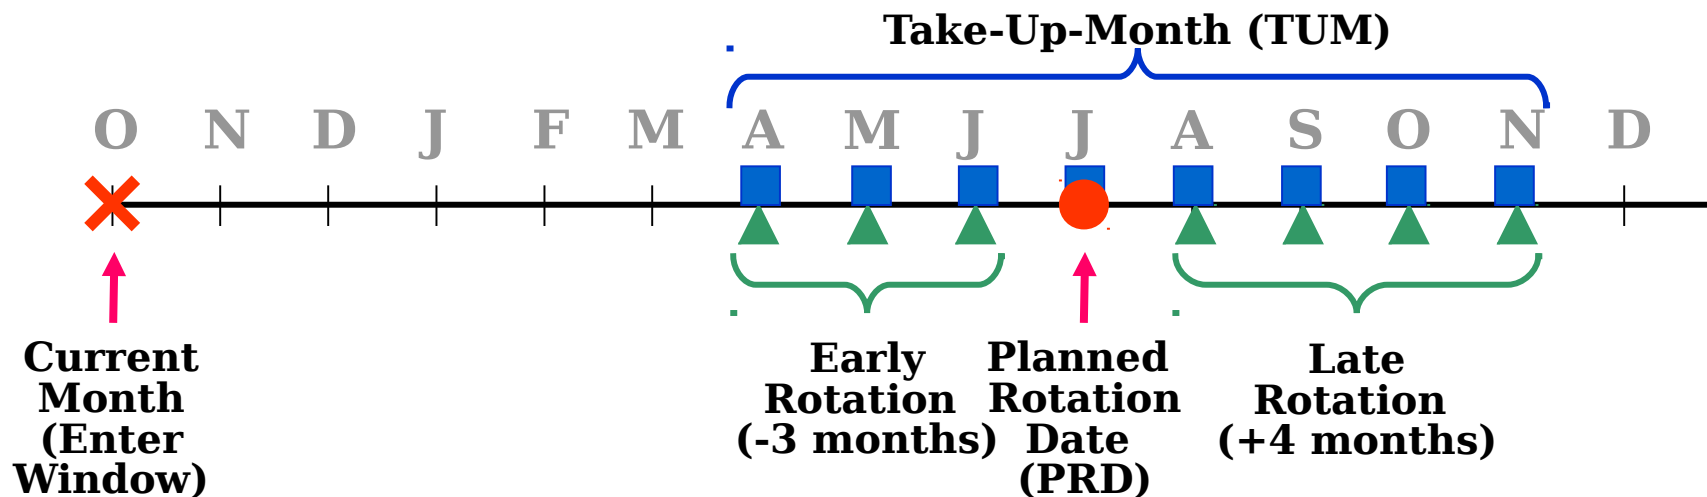 Take-Up-Month (TUM)
O N D J F M A M J J A S O N D
Current
Month
(Enter
Window)
Early
Rotation
(-3 months)
Planned
Rotation
Date
(PRD)
Late
Rotation
(+4 months)